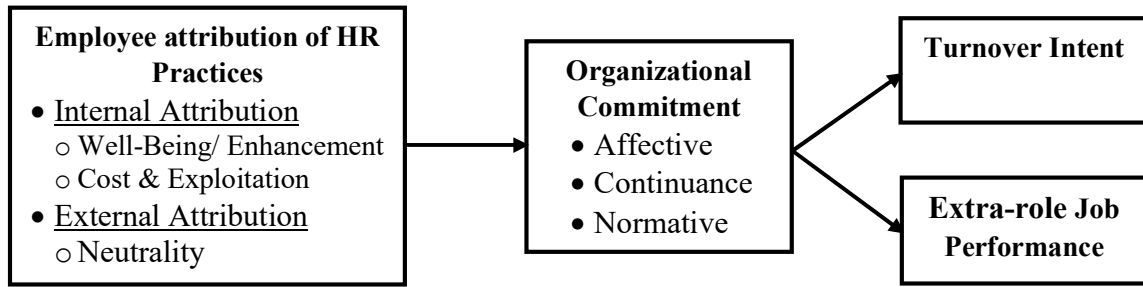 Employee attribution of HR
Practices
• Internal Attribution
o Well-Being/ Enhancement
o Cost & Exploitation
• External Attribution
o Neutrality
Organizational
Commitment
• Affective
• Continuance
• Normative
Turnover Intent
Extra-role Job
Performance